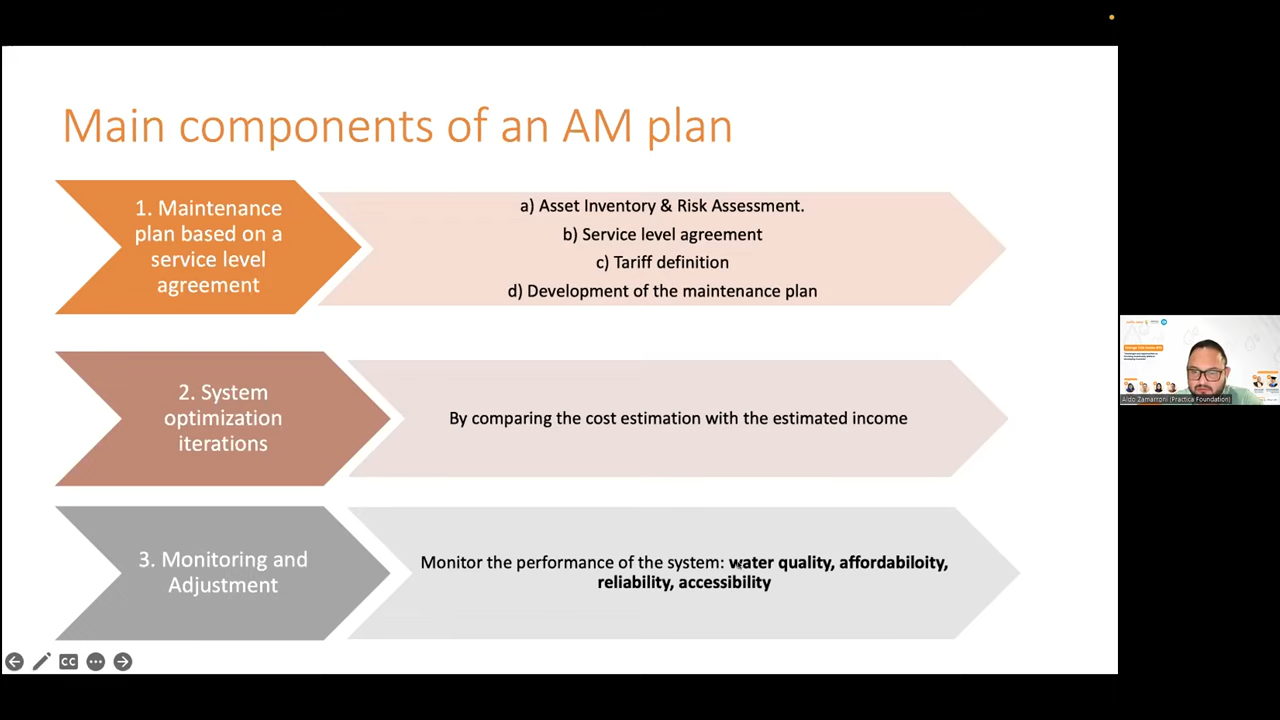 Main components of an AM plan
1. Maintenance
plan based on a
service level
agreement
a) Asset Inventory & Risk Assessment.
b) Service level agreement
c) Tariff definition
d) Development of the maintenance plan
2. System
optimization
iterations
By comparing the cost estimation with the estimated income
3. Monitoring and
Adjustment
Monitor the performance of the system: water quality, affordabiloity,
reliability, accessibility
CC
Aldo Zamarroni (Practica Foundation)